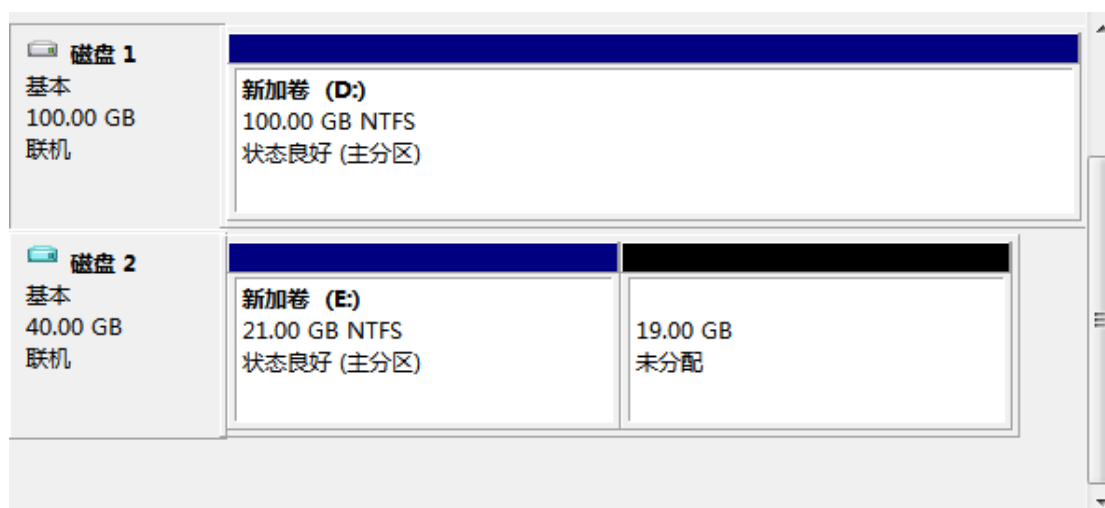 磁盘 1
基本
100.00 GB
联机
新加卷 (D:)
100.00 GB NTFS
状态良好 (主分区)
磁盘 2
基本
40.00 GB
联机
新加卷 (E:)
21.00 GB NTFS
状态良好 (主分区)
19.00 GB
未分配